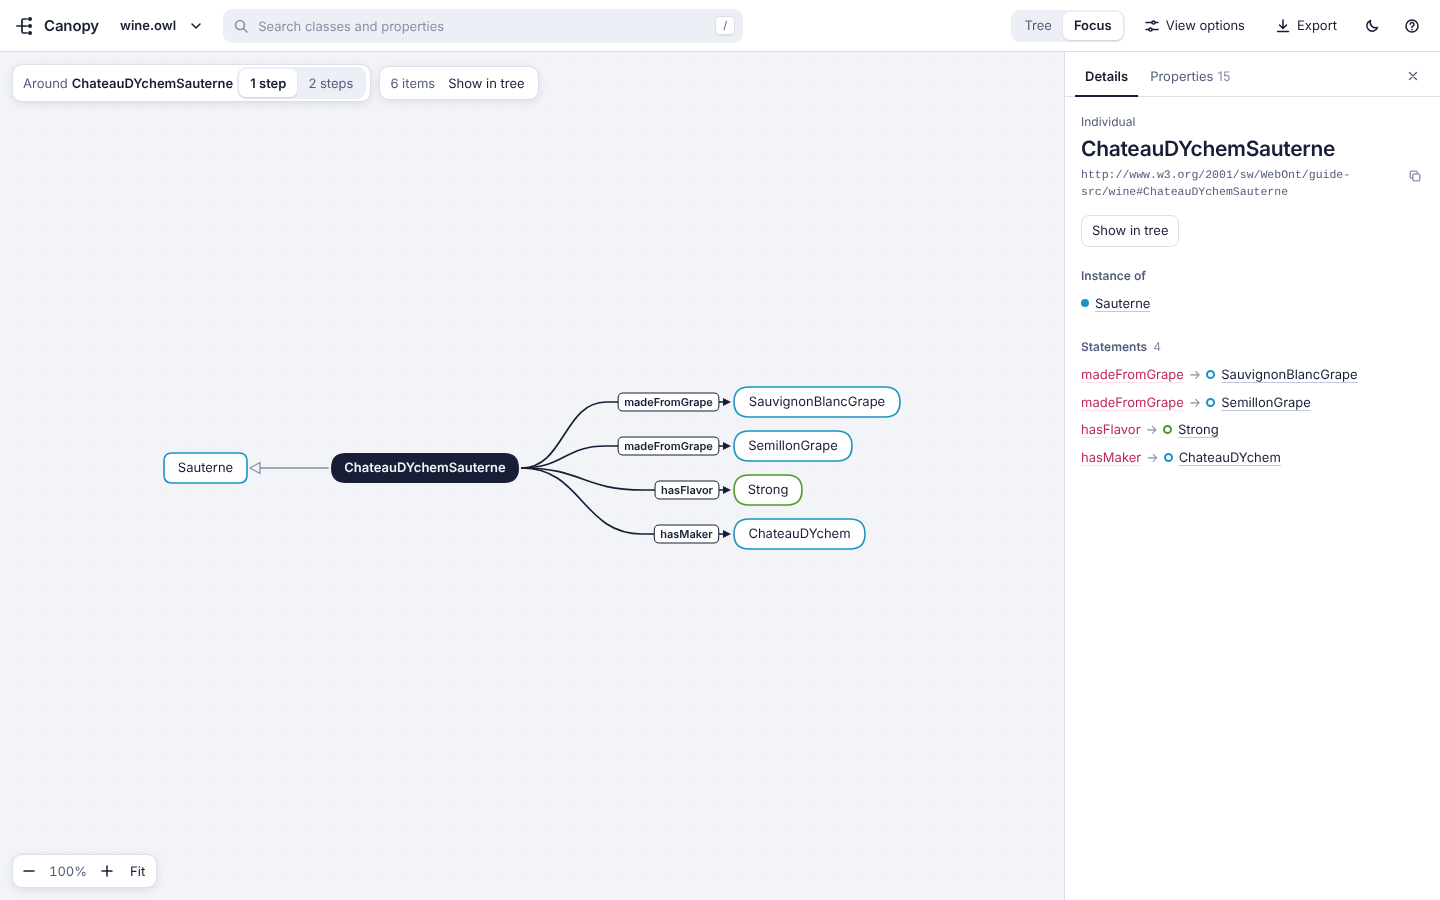 Canopy
wine.owl
Search classes and properties
/
Tree
Focus
View options
Export
Around ChateauDYchemSauterne
1 step
2 steps
6 items
Show in tree
Details
Properties 15
Individual
ChateauDYchemSauterne
http://www.w3.org/2001/sw/WebOnt/guide-
src/wine#ChateauDYchemSauterne
Show in tree
Instance of
Sauterne
Statements 4
madeFromGrape → SauvignonBlancGrape
madeFromGrape → SemillonGrape
hasFlavor → Strong
hasMaker → ChateauDYchem
Sauterne
ChateauDYchemSauterne
madeFromGrape
SauvignonBlancGrape
madeFromGrape
SemillonGrape
hasFlavor
Strong
hasMaker
ChateauDYchem
100%
Fit